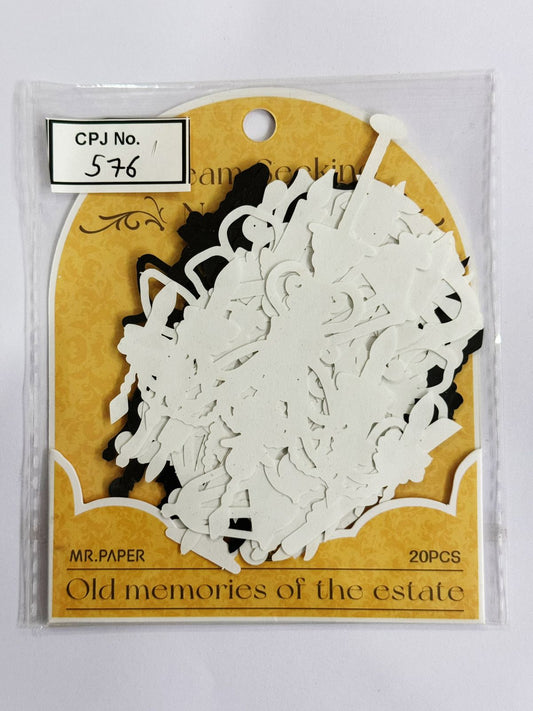 CPJ No.
576
MR.PAPER
20PCS
Old memories of the estate